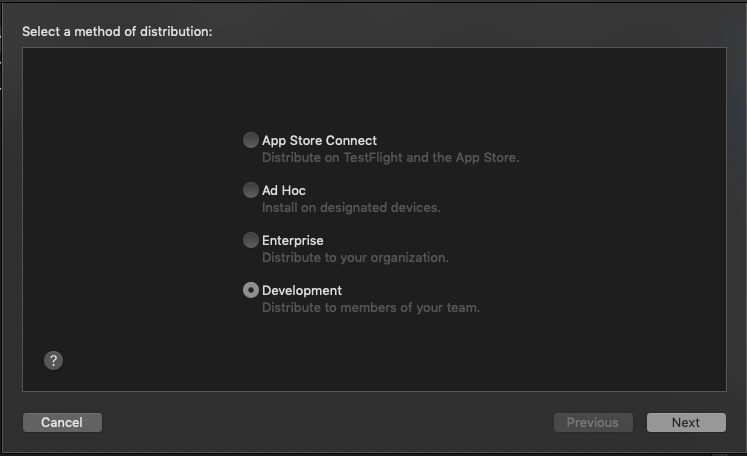 Select a method of distribution:
App Store Connect
Distribute on TestFlight and the App Store.
Ad Hoc
Install on designated devices.
Enterprise
Distribute to your organization.
Development
Distribute to members of your team.
?
Cancel
Previous
Next